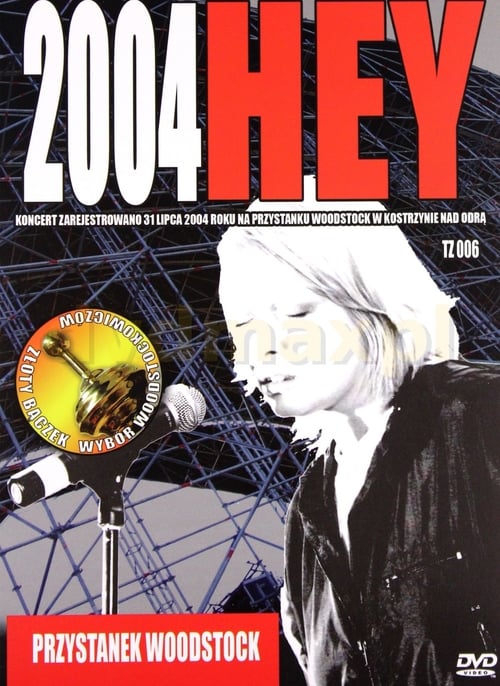 2004 HEY
KONCERT ZAREJESTROWANO 31 LIPCA 2004 ROKU NA PRZYSTANKU WOODSTOCK W KOSTRZYNIE NAD ODRĄ
TZ 006
ZŁOTY BĄCZEK WYBÓR WOODSTOCKOWICZÓW
PRZYSTANEK WOODSTOCK
DVD
VIDEO